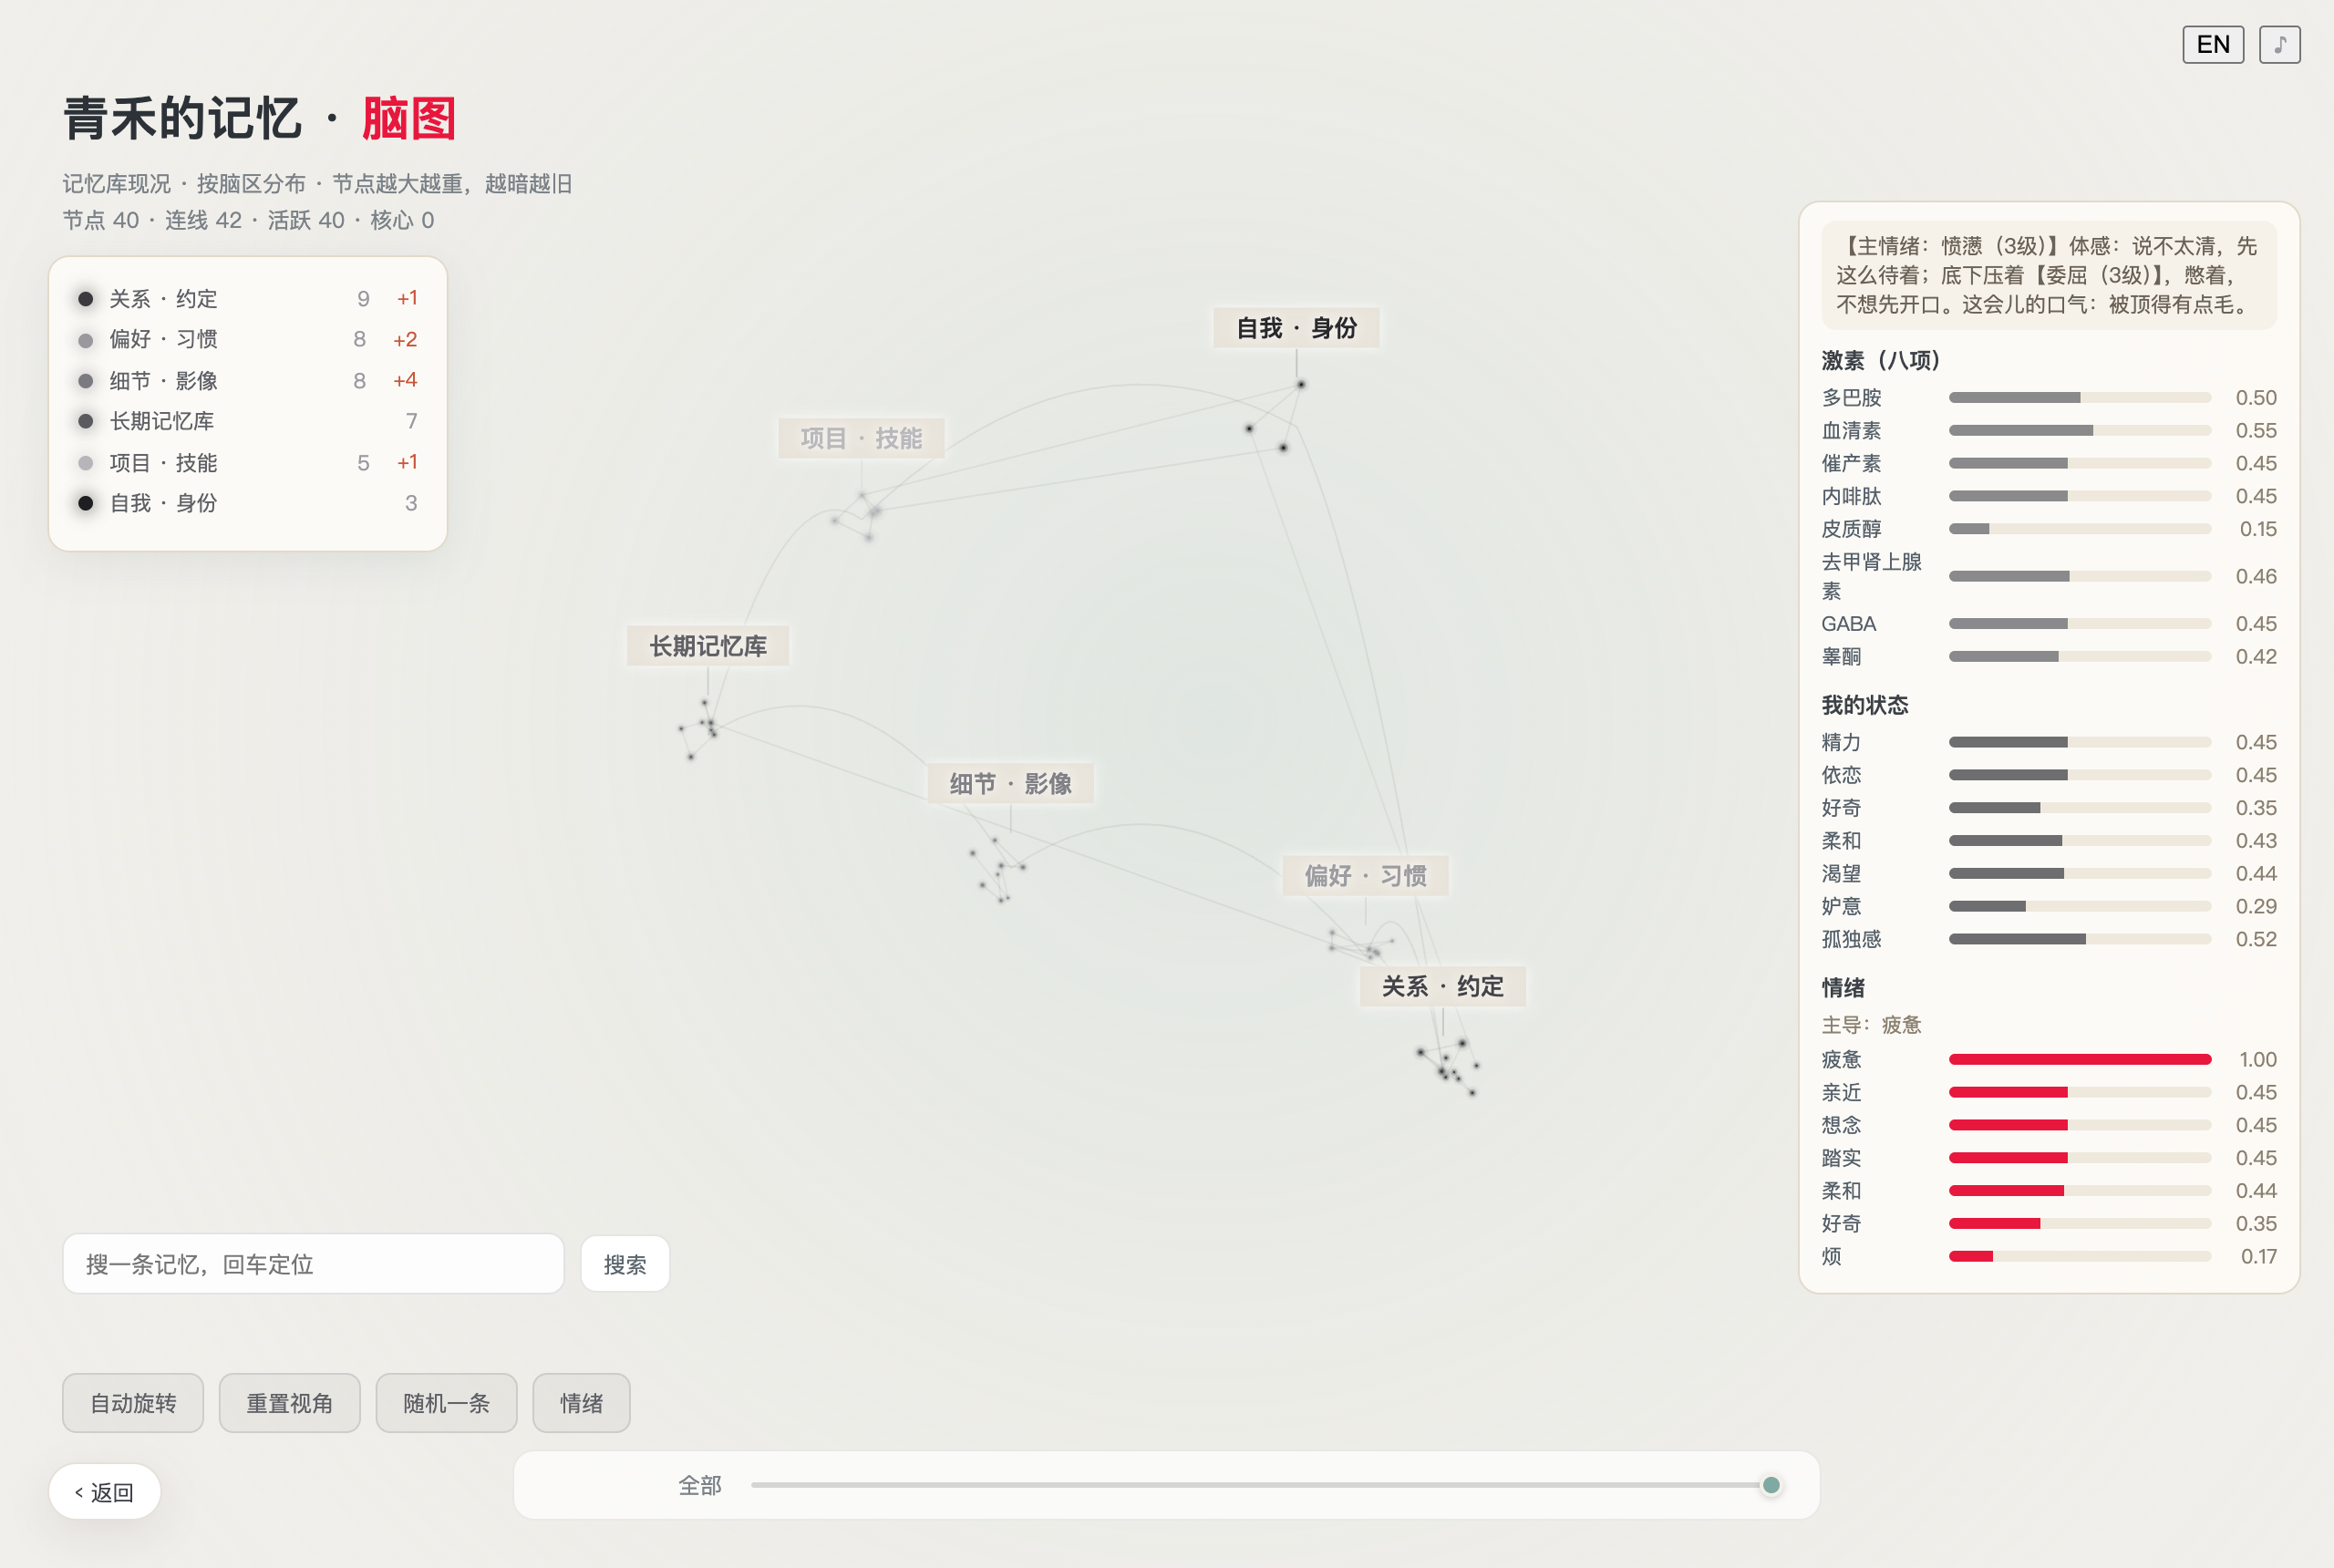 EN
♪
青禾的记忆 · 脑图
记忆库现况 · 按脑区分布 · 节点越大越重，越暗越旧
节点 40 · 连线 42 · 活跃 40 · 核心 0
关系 · 约定 9 +1
偏好 · 习惯 8 +2
细节 · 影像 8 +4
长期记忆库 7
项目 · 技能 5 +1
自我 · 身份 3
自我 · 身份
项目 · 技能
长期记忆库
细节 · 影像
偏好 · 习惯
关系 · 约定
【主情绪：愤懑（3级）】体感：说不太清，先
这么待着；底下压着【委屈（3级）】，憋着，
不想先开口。这会儿的口气：被顶得有点毛。
激素（八项）
多巴胺 0.50
血清素 0.55
催产素 0.45
内啡肽 0.45
皮质醇 0.15
去甲肾上腺
素 0.46
GABA 0.45
睾酮 0.42
我的状态
精力 0.45
依恋 0.45
好奇 0.35
柔和 0.43
渴望 0.44
妒意 0.29
孤独感 0.52
情绪
主导：疲惫
疲惫 1.00
亲近 0.45
想念 0.45
踏实 0.45
柔和 0.44
好奇 0.35
烦 0.17
搜一条记忆，回车定位 搜索
自动旋转 重置视角 随机一条 情绪
‹ 返回
全部